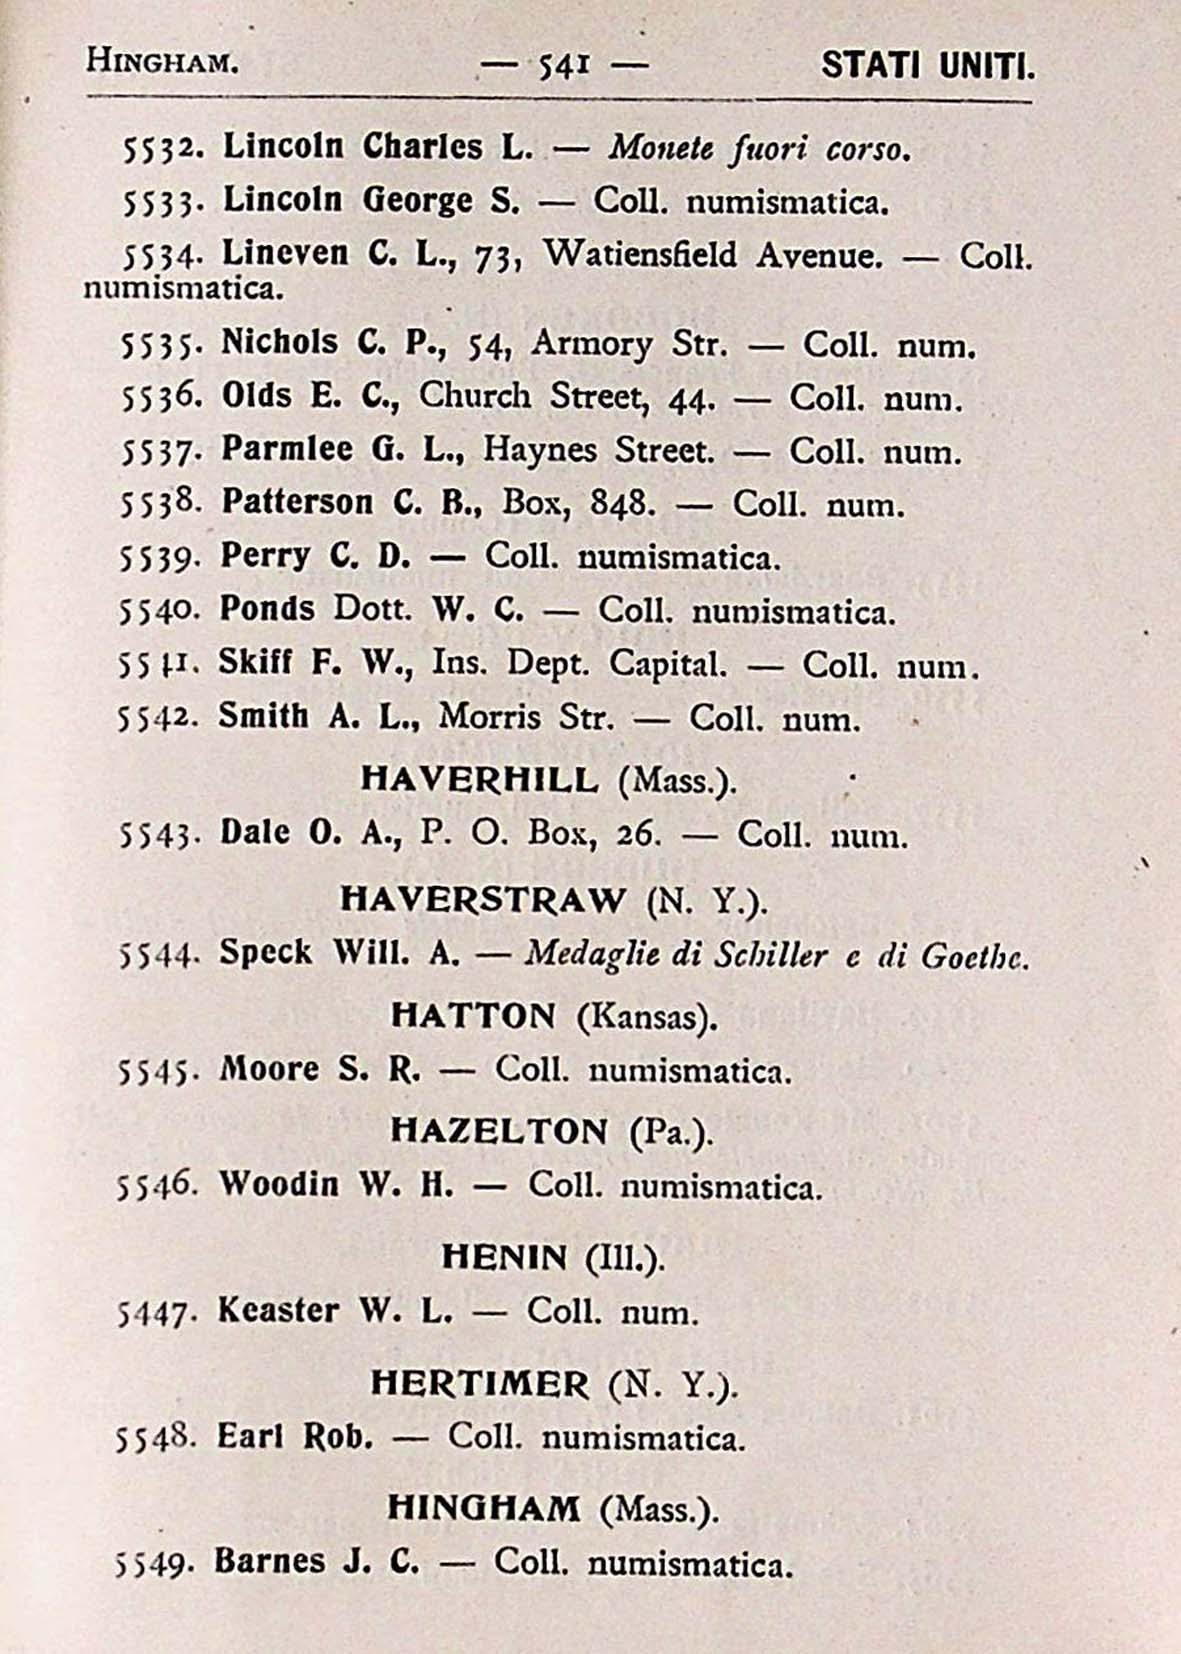 HINGHAM. — 541 — STATI UNITI.
5532. Lincoln Charles L. — Monete fuori corso.
5533. Lincoln George S. — Coll. numismatica.
5534. Lineven C. L., 73, Watiensfield Avenue. — Coll.
numismatica.
5535. Nichols C. P., 54, Armory Str. — Coll. num.
5536. Olds E. C., Church Street, 44. — Coll. num.
5537. Parmlee G. L., Haynes Street. — Coll. num.
5538. Patterson C. B., Box, 848. — Coll. num.
5539. Perry C. D. — Coll. numismatica.
5540. Ponds Dott. W. C. — Coll. numismatica.
5541. Skiff F. W., Ins. Dept. Capital. — Coll. num.
5542. Smith A. L., Morris Str. — Coll. num.
HAVERHILL (Mass.).
5543. Dale O. A., P. O. Box, 26. — Coll. num.
HAVERSTRAW (N. Y.).
5544. Speck Will. A. — Medaglie di Schiller e di Goethe.
HATTON (Kansas).
5545. Moore S. R. — Coll. numismatica.
HAZELTON (Pa.).
5546. Woodin W. H. — Coll. numismatica.
HENIN (Ill.).
5447. Keaster W. L. — Coll. num.
HERTIMER (N. Y.).
5548. Earl Rob. — Coll. numismatica.
HINGHAM (Mass.).
5549. Barnes J. C. — Coll. numismatica.